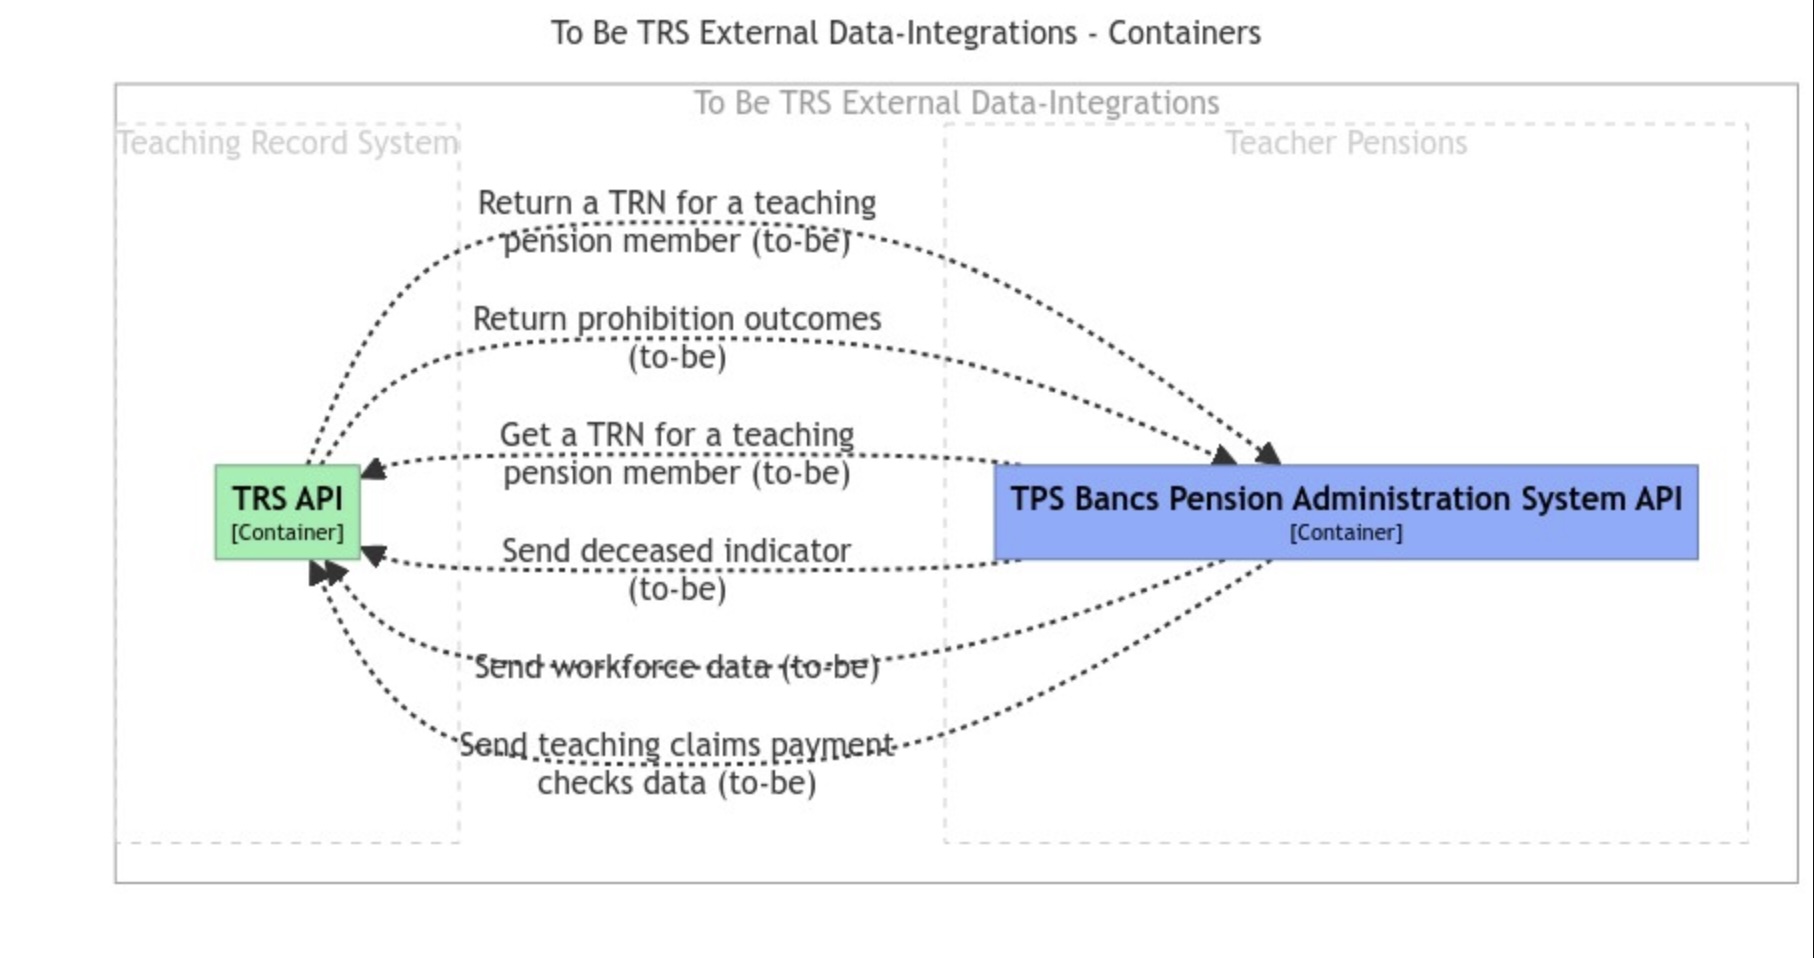 To Be TRS External Data-Integrations - Containers
To Be TRS External Data-Integrations
Teaching Record System
Teacher Pensions
Return a TRN for a teaching
pension member (to-be)
Return prohibition outcomes
(to-be)
Get a TRN for a teaching
pension member (to-be)
TRS API
[Container]
TPS Bancs Pension Administration System API
[Container]
Send deceased indicator
(to-be)
Send workforce data (to-be)
Send teaching claims payment
checks data (to-be)